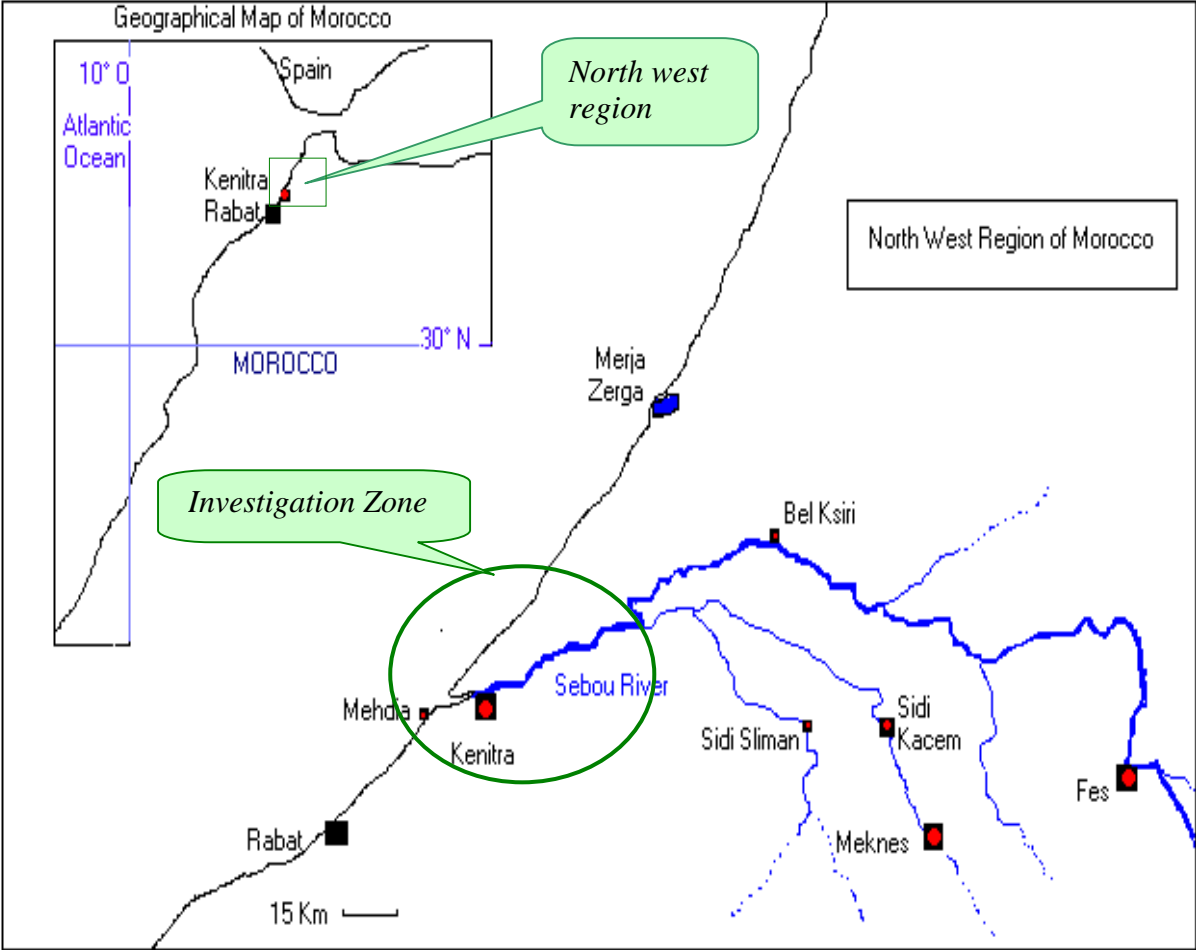 Geographical Map of Morocco
10° O
Spain
Atlantic
Ocean
Kenitra
Rabat
30° N
MOROCCO
North west
region
North West Region of Morocco
Merja
Zerga
Investigation Zone
Bel Ksiri
Sebou River
Mehdia
Kenitra
Sidi Sliman
Sidi
Kacem
Fes
Rabat
Meknes
15 Km